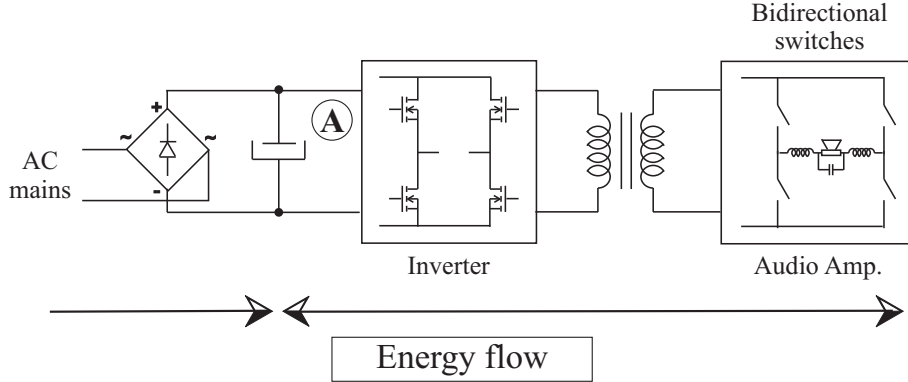 Bidirectional
switches
+
A
~
~
AC
mains
-
Inverter
Audio Amp.
Energy flow